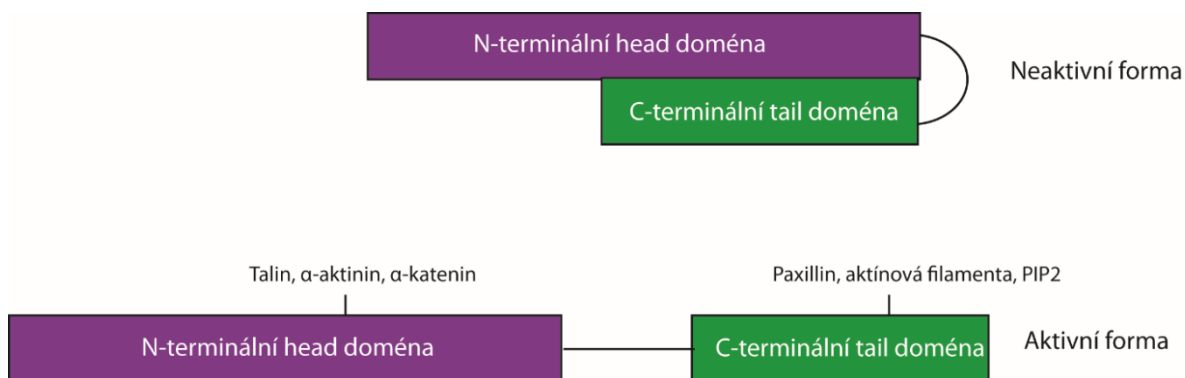 N-terminální head doména
Neaktivní forma
C-terminální tail doména
Talin, α-aktinin, α-katenin
Paxillin, aktínová filamenta, PIP2
N-terminální head doména
C-terminální tail doména
Aktivní forma